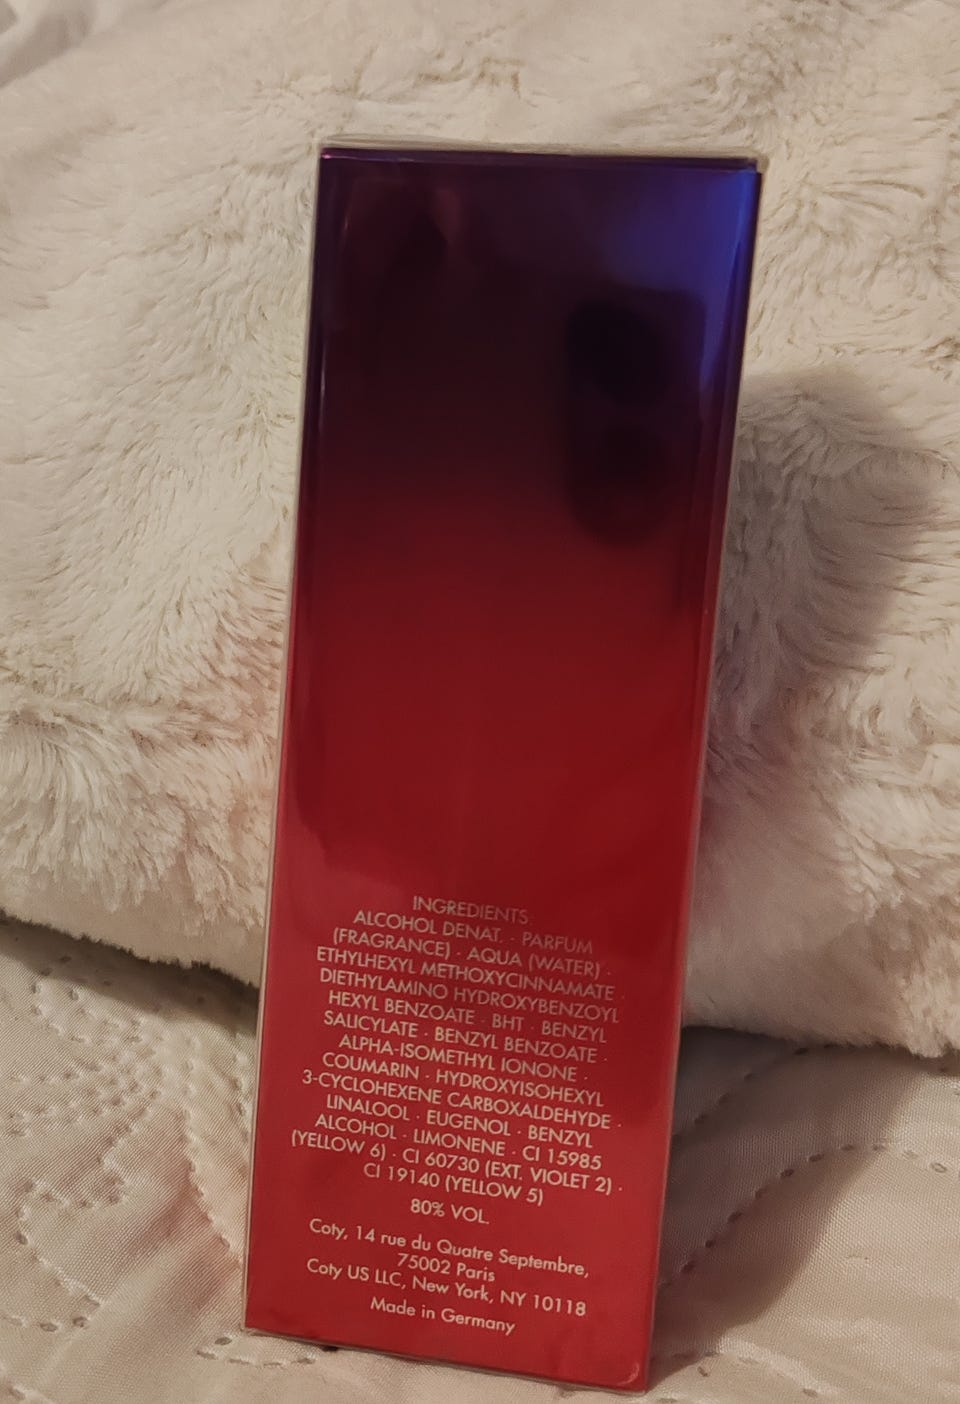 INGREDIENTS
ALCOHOL DENAT. · PARFUM
(FRAGRANCE) · AQUA (WATER) ·
ETHYLHEXYL METHOXYCINNAMATE ·
DIETHYLAMINO HYDROXYBENZOYL
HEXYL BENZOATE · BHT · BENZYL
SALICYLATE · BENZYL BENZOATE ·
ALPHA-ISOMETHYL IONONE ·
COUMARIN · HYDROXYISOHEXYL
3-CYCLOHEXENE CARBOXALDEHYDE ·
LINALOOL · EUGENOL · BENZYL
ALCOHOL · LIMONENE · CI 15985
(YELLOW 6) · CI 60730 (EXT. VIOLET 2) ·
CI 19140 (YELLOW 5)
80% VOL.
Coty, 14 rue du Quatre Septembre,
75002 Paris
Coty US LLC, New York, NY 10118
Made in Germany